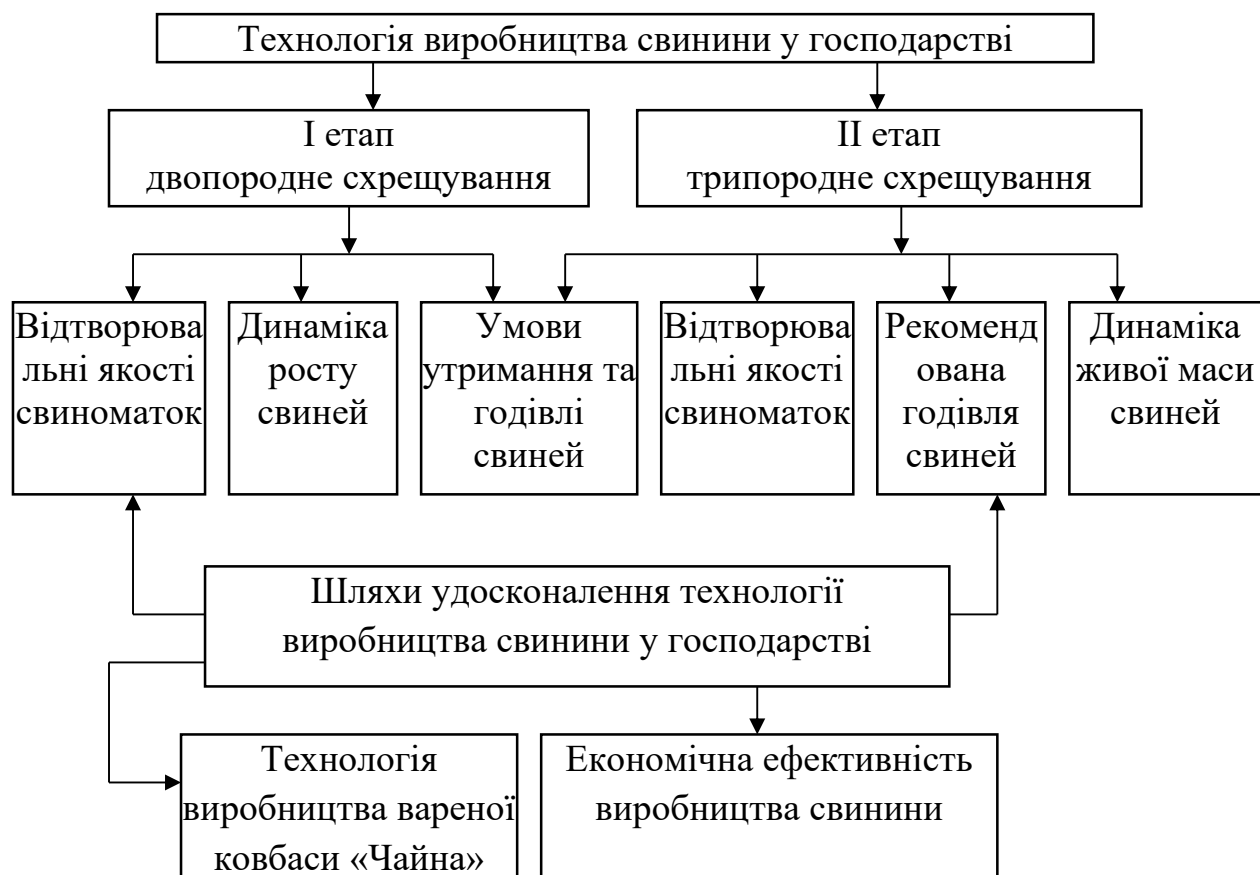 Технологія виробництва свинини у господарстві
І етап
двопородне схрещування
ІІ етап
трипородне схрещування
Відтворюва
льні якості
свиноматок
Динаміка
росту
свиней
Умови
утримання та
годівлі
свиней
Відтворюва
льні якості
свиноматок
Рекоменд
ована
годівля
свиней
Динаміка
живої маси
свиней
Шляхи удосконалення технології
виробництва свинини у господарстві
Технологія
виробництва вареної
ковбаси «Чайна»
Економічна ефективність
виробництва свинини